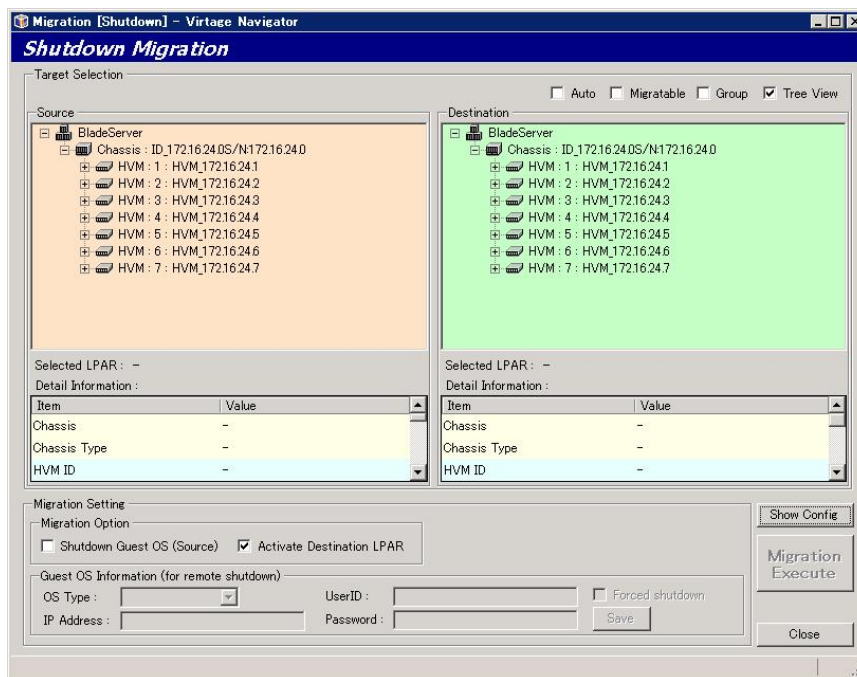 Migration [Shutdown] - Virtage Navigator
Shutdown Migration
Target Selection
Auto Migratable Group Tree View
Source
BladeServer
Chassis : ID_172.16.24.0S/N:172.16.24.0
HVM : 1 : HVM_172.16.24.1
HVM : 2 : HVM_172.16.24.2
HVM : 3 : HVM_172.16.24.3
HVM : 4 : HVM_172.16.24.4
HVM : 5 : HVM_172.16.24.5
HVM : 6 : HVM_172.16.24.6
HVM : 7 : HVM_172.16.24.7
Selected LPAR : -
Detail Information :
Item Value
Chassis -
Chassis Type -
HVM ID -
Destination
BladeServer
Chassis : ID_172.16.24.0S/N:172.16.24.0
HVM : 1 : HVM_172.16.24.1
HVM : 2 : HVM_172.16.24.2
HVM : 3 : HVM_172.16.24.3
HVM : 4 : HVM_172.16.24.4
HVM : 5 : HVM_172.16.24.5
HVM : 6 : HVM_172.16.24.6
HVM : 7 : HVM_172.16.24.7
Selected LPAR : -
Detail Information :
Item Value
Chassis -
Chassis Type -
HVM ID -
Migration Setting
Migration Option
Shutdown Guest OS (Source) Activate Destination LPAR
Guest OS Information (for remote shutdown)
OS Type : UserID : Forced shutdown
IP Address : Password : Save
Show Config
Migration
Execute
Close